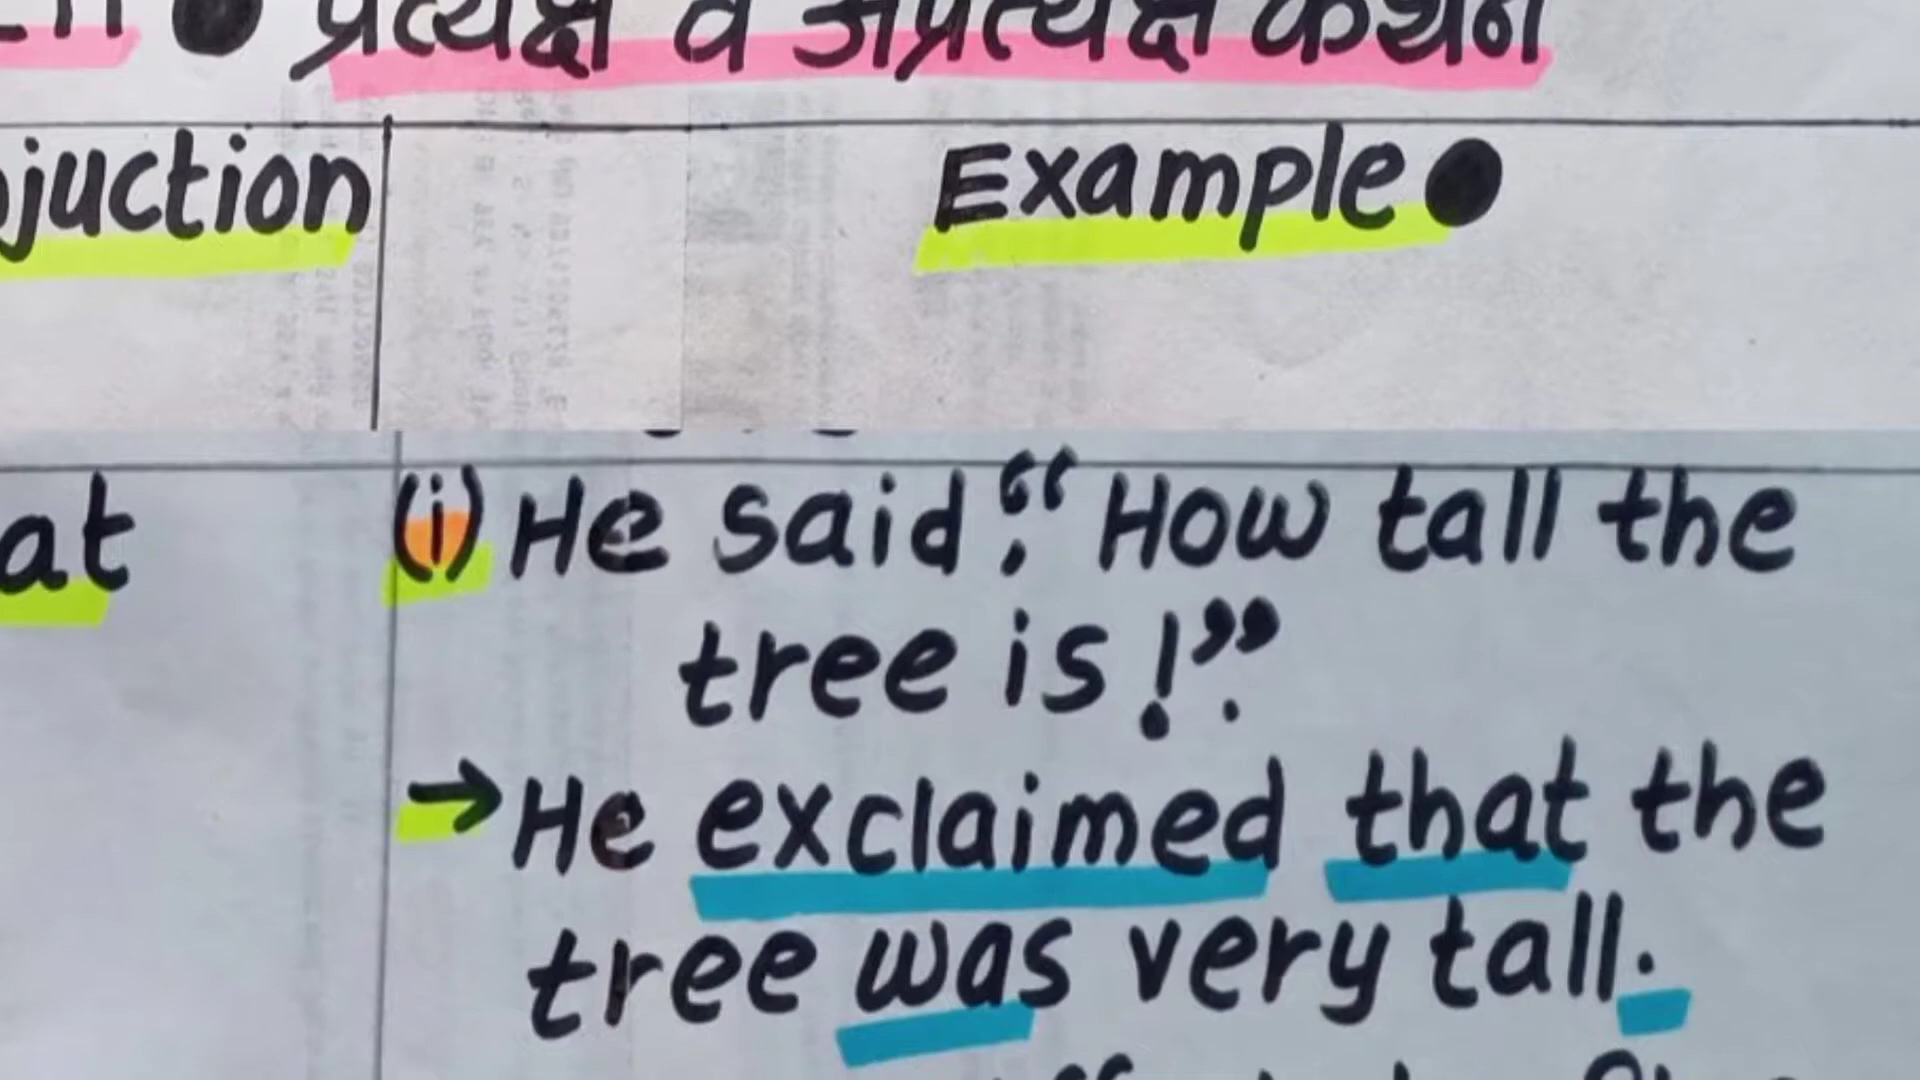 प्रत्यक्ष व अप्रत्यक्ष कथन
juction
Example
at
(i) He said, “How tall the
tree is!”.
→ He exclaimed that the
tree was very tall.